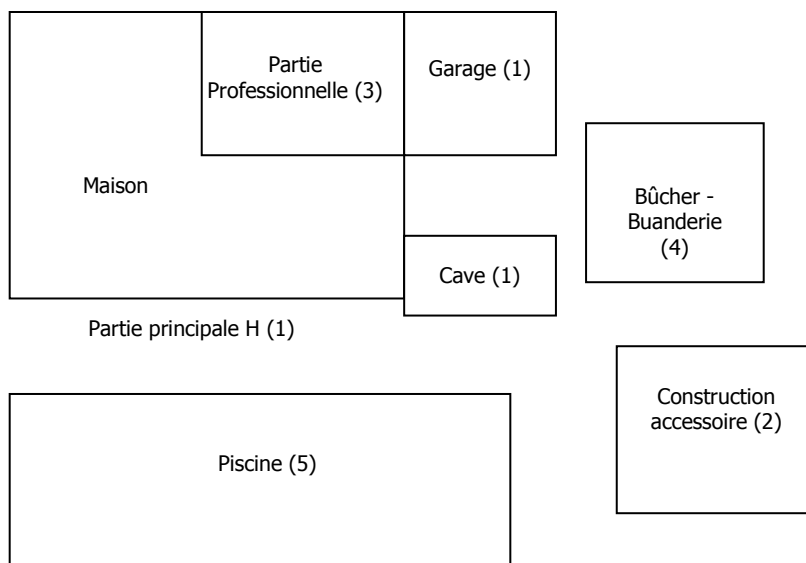 Partie
Professionnelle (3)
Garage (1)
Maison
Bûcher -
Buanderie
(4)
Cave (1)
Partie principale H (1)
Construction
accessoire (2)
Piscine (5)